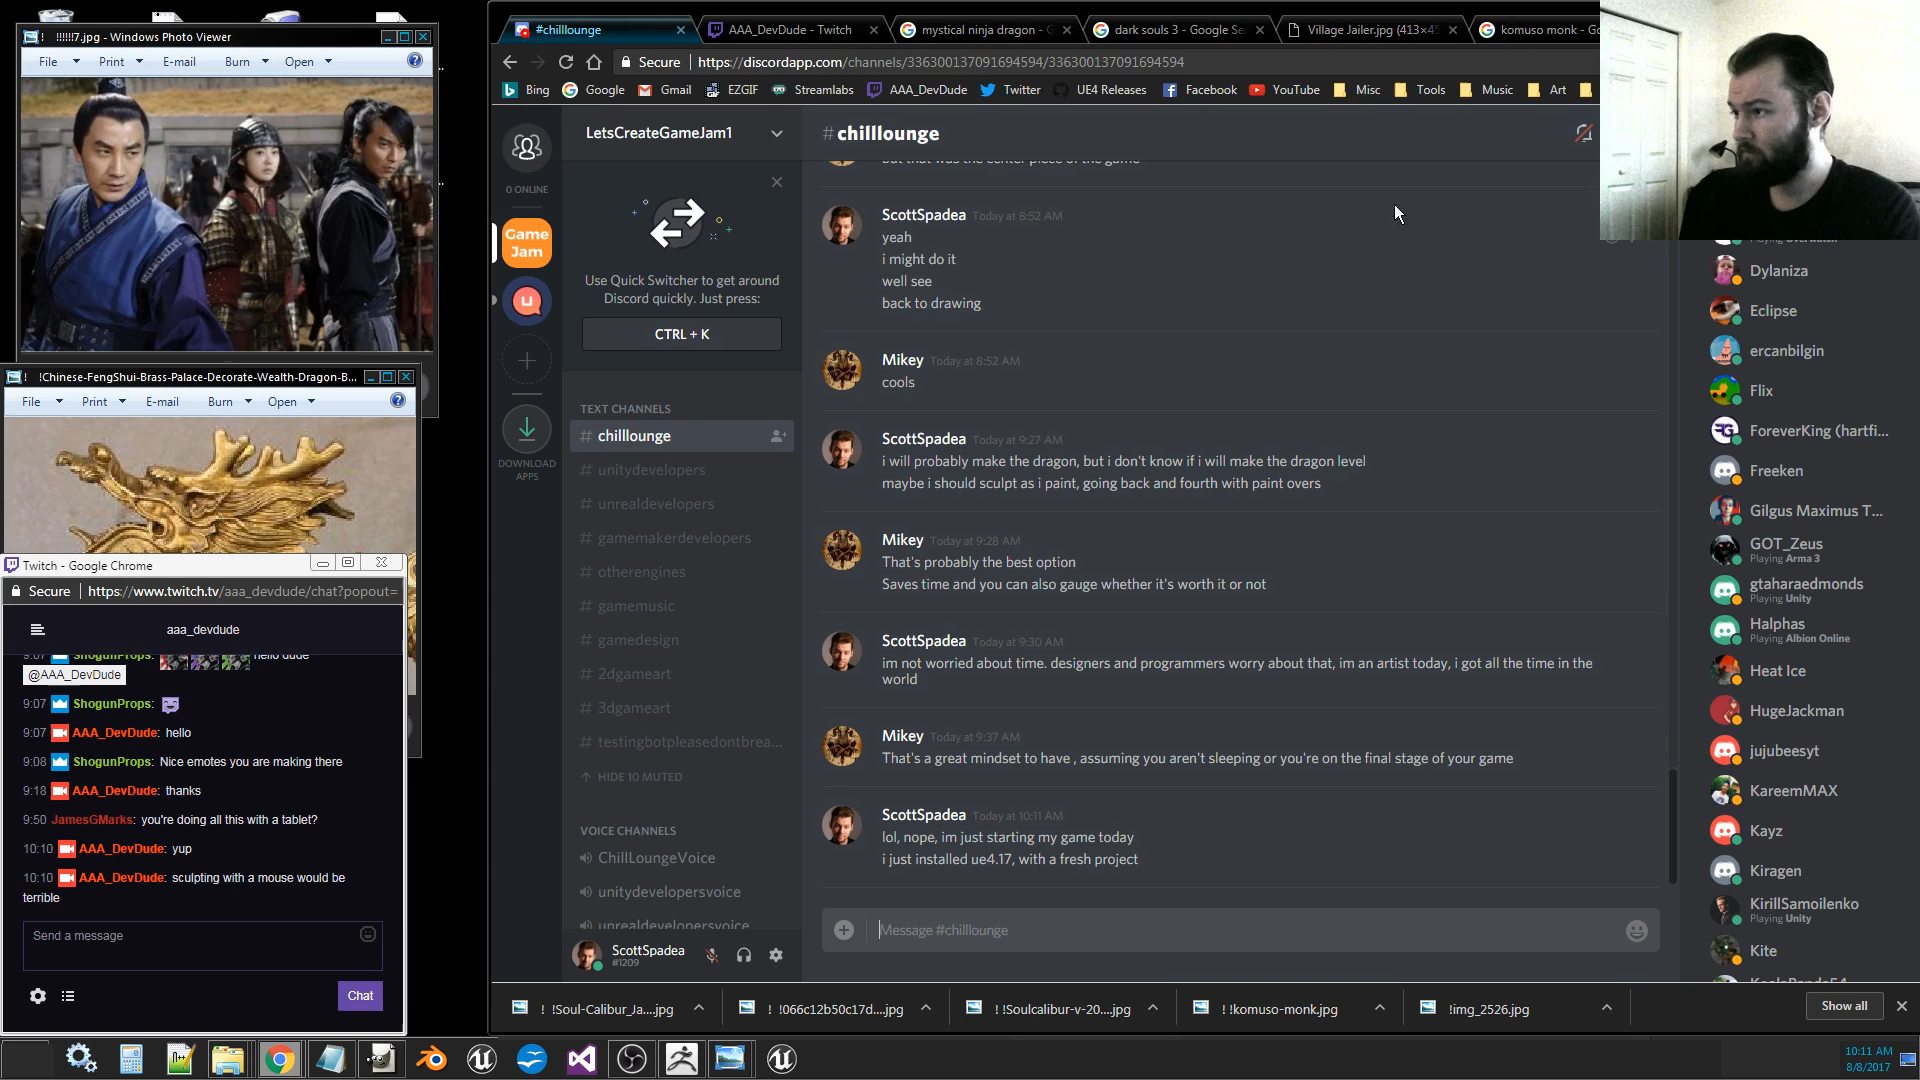 ! !!!!!!7.jpg - Windows Photo Viewer
File Print E-mail Burn Open
!Chinese-FengShui-Brass-Palace-Decorate-Wealth-Dragon-B...
File Print E-mail Burn Open
Twitch - Google Chrome
Secure https://www.twitch.tv/aaa_devdude/chat?popout=
aaa_devdude
9:07 ShogunProps: hello dude
@AAA_DevDude
9:07 ShogunProps:
9:07 AAA_DevDude: hello
9:08 ShogunProps: Nice emotes you are making there
9:18 AAA_DevDude: thanks
9:50 JamesGMarks: you're doing all this with a tablet?
10:10 AAA_DevDude: yup
10:10 AAA_DevDude: sculpting with a mouse would be
terrible
Send a message
Chat
#chilllounge
AAA_DevDude - Twitch
mystical ninja dragon - G
dark souls 3 - Google Se
Village Jailer.jpg (413×45
komuso monk - Go
Secure https://discordapp.com/channels/336300137091694594/336300137091694594
Bing Google Gmail EZGIF Streamlabs AAA_DevDude Twitter UE4 Releases Facebook YouTube Misc Tools Music Art
0 ONLINE
Game
Jam
DOWNLOAD
APPS
LetsCreateGameJam1
Use Quick Switcher to get around
Discord quickly. Just press:
CTRL + K
TEXT CHANNELS
# chilllounge
# unitydevelopers
# unrealdevelopers
# gamemakerdevelopers
# otherengines
# gamemusic
# gamedesign
# 2dgameart
# 3dgameart
# testingbotpleasedontbrea...
HIDE 10 MUTED
VOICE CHANNELS
ChillLoungeVoice
unitydevelopersvoice
unrealdevelopersvoice
ScottSpadea
#1209
#chilllounge
but that was the center piece of the game
ScottSpadea Today at 8:52 AM
yeah
i might do it
well see
back to drawing
Mikey Today at 8:52 AM
cools
ScottSpadea Today at 9:27 AM
i will probably make the dragon, but i don't know if i will make the dragon level
maybe i should sculpt as i paint, going back and fourth with paint overs
Mikey Today at 9:28 AM
That's probably the best option
Saves time and you can also gauge whether it's worth it or not
ScottSpadea Today at 9:30 AM
im not worried about time. designers and programmers worry about that, im an artist today, i got all the time in the
world
Mikey Today at 9:37 AM
That's a great mindset to have , assuming you aren't sleeping or you're on the final stage of your game
ScottSpadea Today at 10:11 AM
lol, nope, im just starting my game today
i just installed ue4.17, with a fresh project
Message #chilllounge
Playing Overwatch
Dylaniza
Eclipse
ercanbilgin
Flix
ForeverKing (hartfi...
Freeken
Gilgus Maximus T...
GOT_Zeus
Playing Arma 3
gtaharaedmonds
Playing Unity
Halphas
Playing Albion Online
Heat Ice
HugeJackman
jujubeesyt
KareemMAX
Kayz
Kiragen
KirillSamoilenko
Playing Unity
Kite
! !Soul-Calibur_Ja....jpg
! !066c12b50c17d....jpg
! !Soulcalibur-v-20....jpg
! !komuso-monk.jpg
!img_2526.jpg
Show all
10:11 AM
8/8/2017